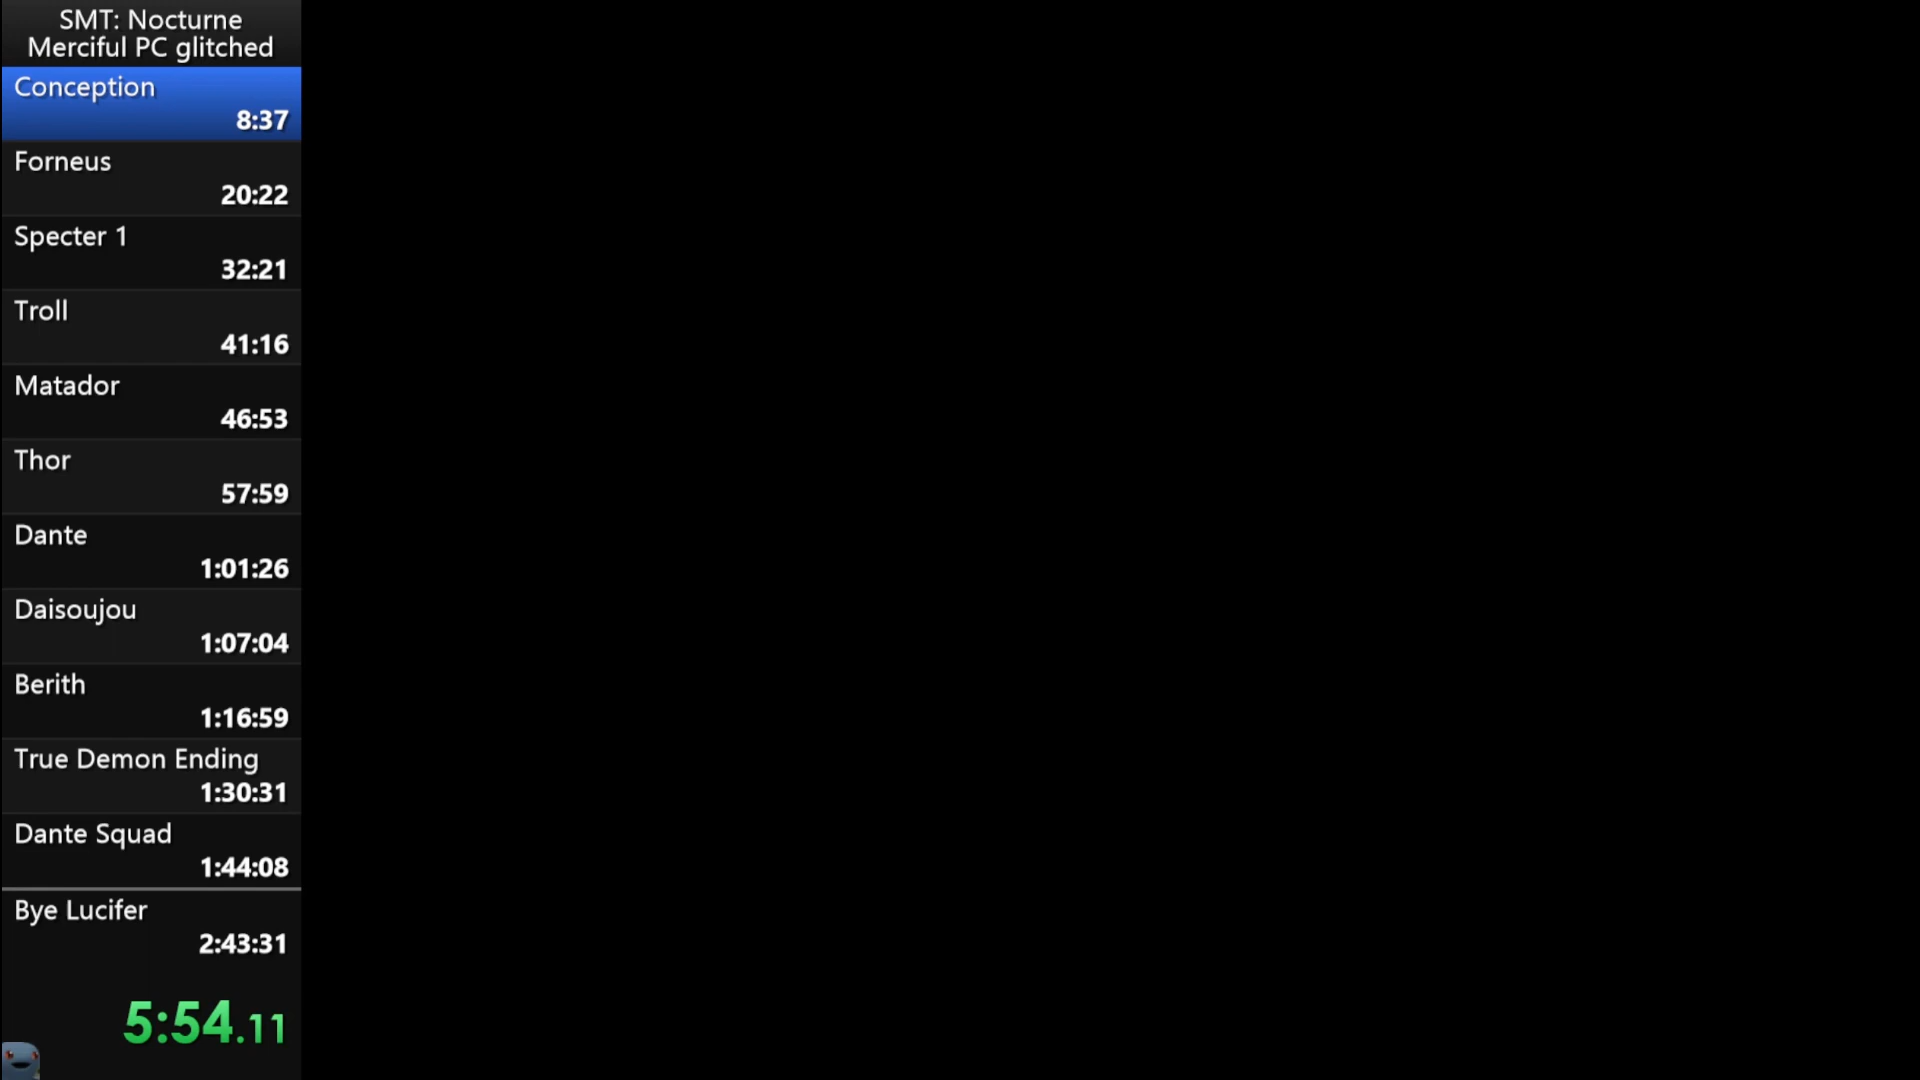 SMT: Nocturne
Merciful PC glitched
Conception
8:37
Forneus
20:22
Specter 1
32:21
Troll
41:16
Matador
46:53
Thor
57:59
Dante
1:01:26
Daisoujou
1:07:04
Berith
1:16:59
True Demon Ending
1:30:31
Dante Squad
1:44:08
Bye Lucifer
2:43:31
5:54.11